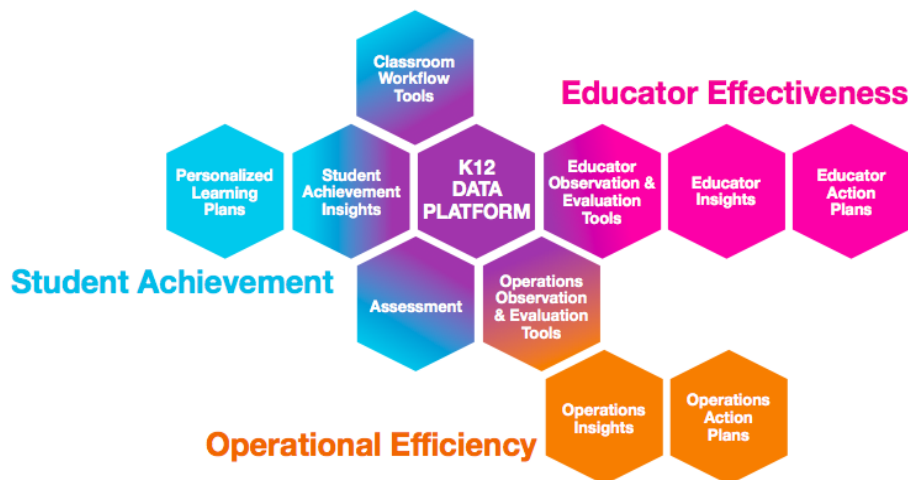 Classroom
Workflow
Tools
Educator Effectiveness
Personalized
Learning
Plans
Student
Achievement
Insights
K12
DATA
PLATFORM
Educator
Observation &
Evaluation
Tools
Educator
Insights
Educator
Action
Plans
Student Achievement
Assessment
Operations
Observation
& Evaluation
Tools
Operations
Insights
Operations
Action
Plans
Operational Efficiency